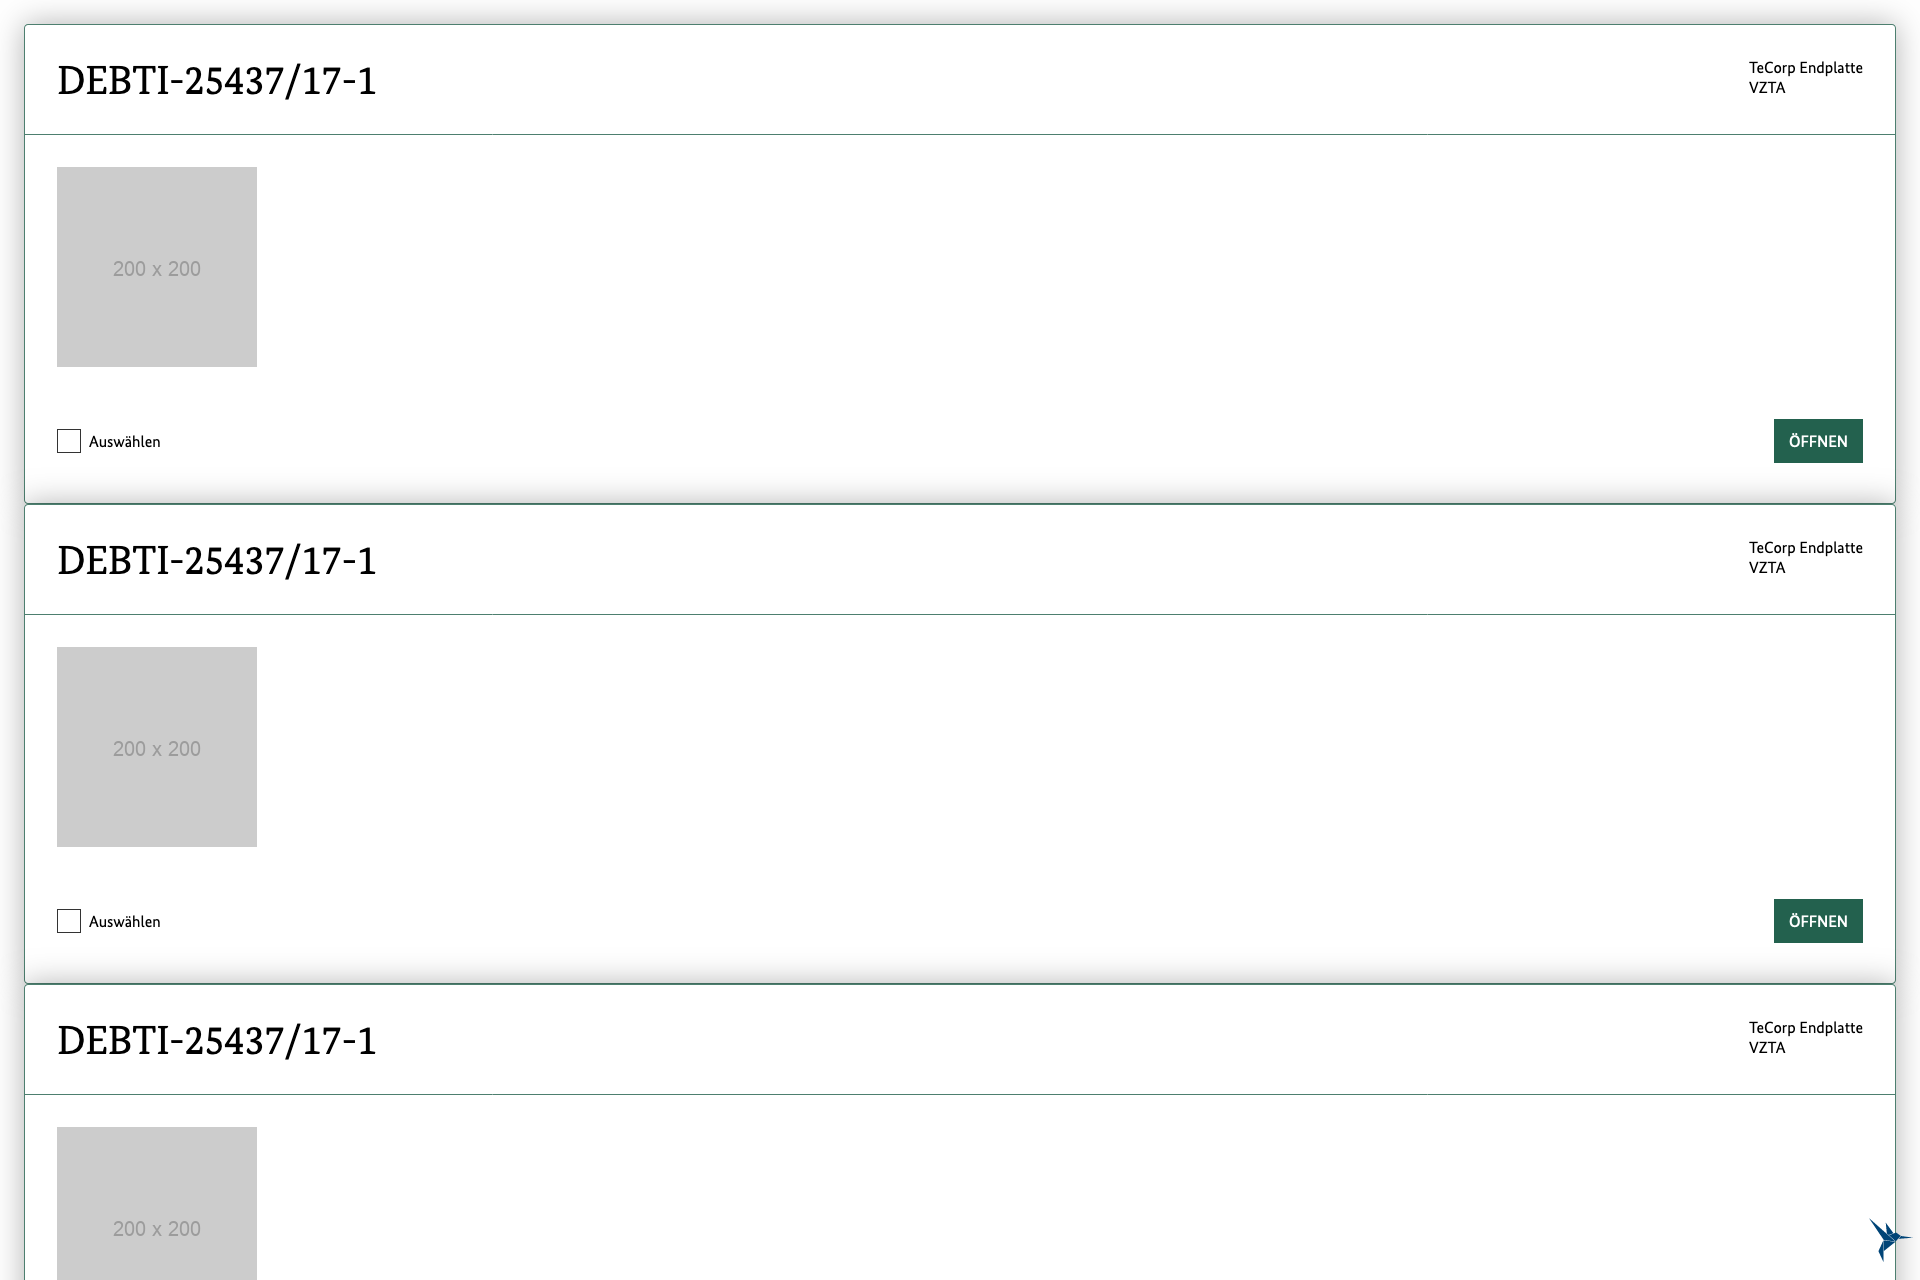 DEBTI-25437/17-1
TeCorp Endplatte
VZTA
200 x 200
Auswählen
ÖFFNEN
DEBTI-25437/17-1
TeCorp Endplatte
VZTA
200 x 200
Auswählen
ÖFFNEN
DEBTI-25437/17-1
TeCorp Endplatte
VZTA
200 x 200